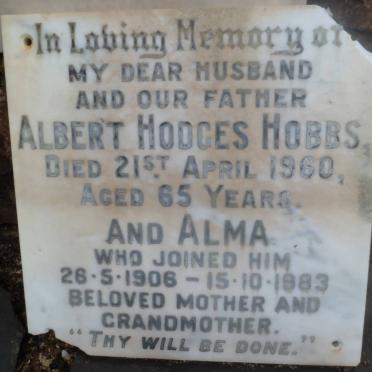 In Loving Memory of
MY DEAR HUSBAND
AND OUR FATHER
ALBERT HODGES HOBBS,
DIED 21ST. APRIL 1960,
AGED 65 YEARS.
AND ALMA
WHO JOINED HIM
26·5·1906 – 15·10·1983
BELOVED MOTHER AND
GRANDMOTHER.
"THY WILL BE DONE."